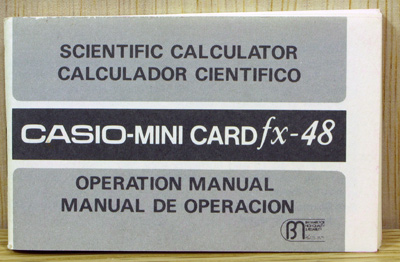 SCIENTIFIC CALCULATOR
CALCULADOR CIENTIFICO
CASIO-MINI CARD fx-48
OPERATION MANUAL
MANUAL DE OPERACION